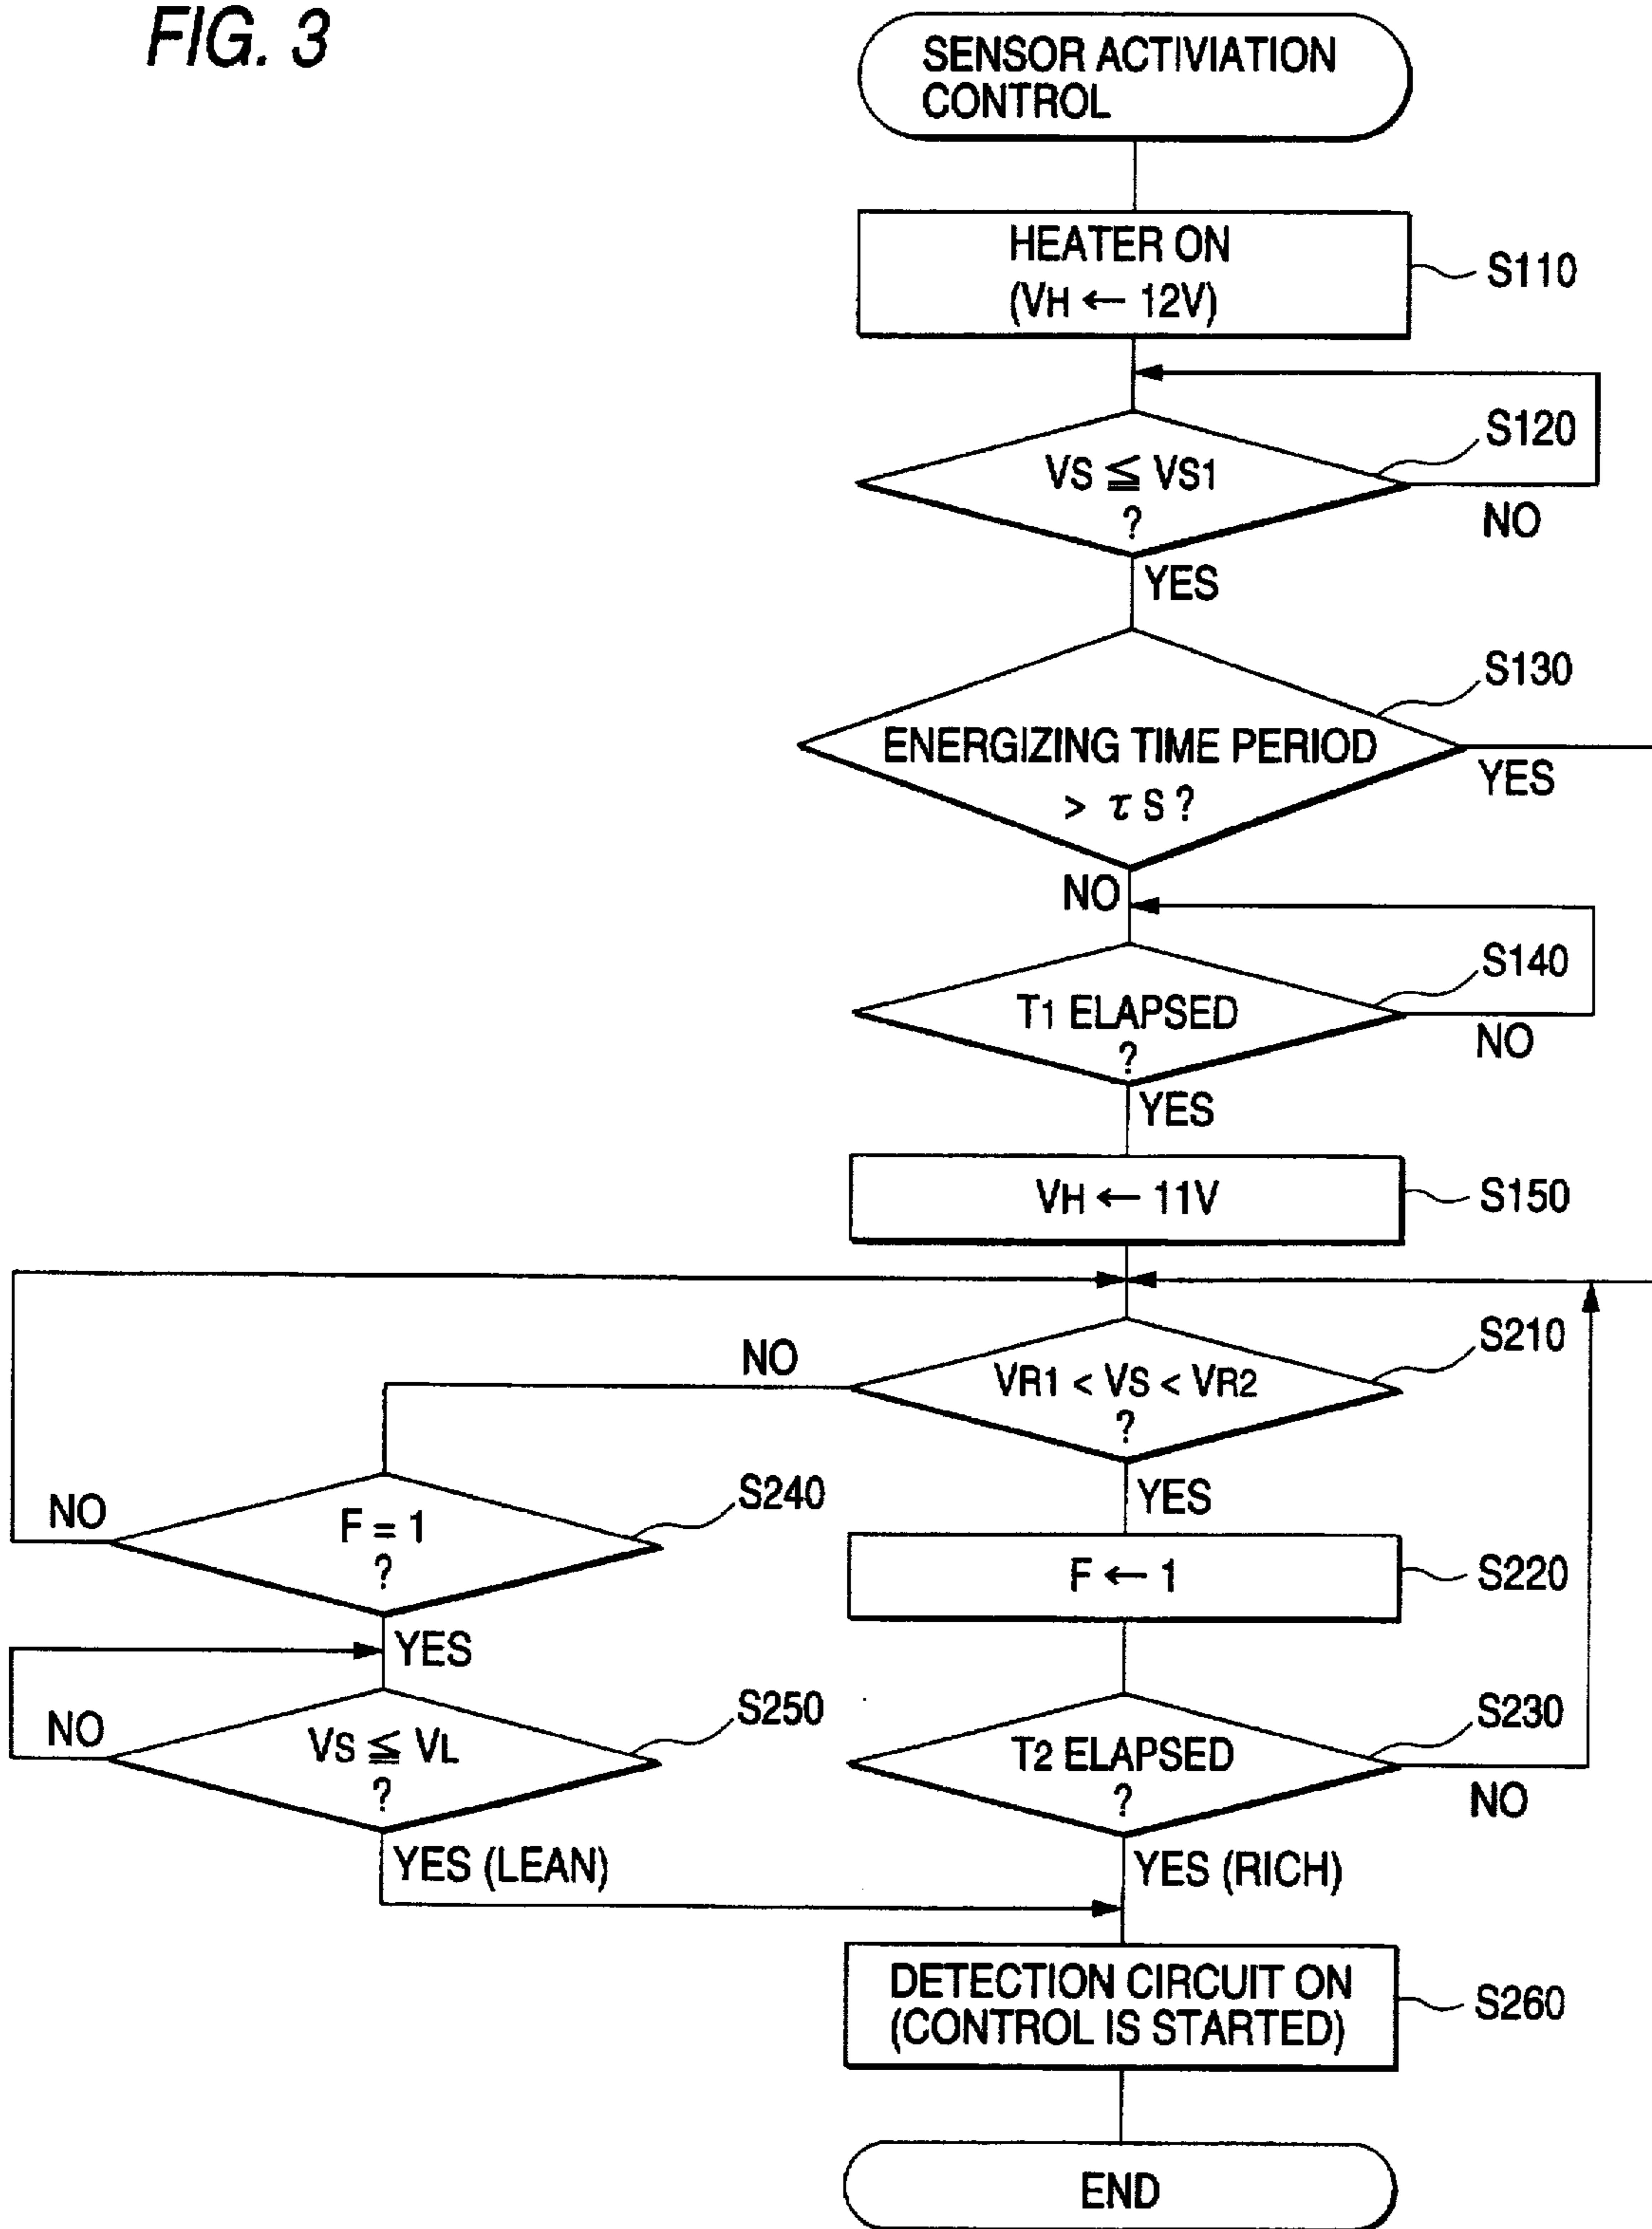 FIG. 3
SENSOR ACTIVIATION
CONTROL
HEATER ON
(VH ← 12V)
S110
VS ≦ VS1
?
S120
NO
YES
ENERGIZING TIME PERIOD
> τ S ?
S130
YES
NO
T1 ELAPSED
?
S140
NO
YES
VH ← 11V
S150
VR1 < VS < VR2
?
S210
NO
YES
F = 1
?
S240
NO
YES
F ← 1
S220
VS ≦ VL
?
S250
NO
YES (LEAN)
T2 ELAPSED
?
S230
NO
YES (RICH)
DETECTION CIRCUIT ON
(CONTROL IS STARTED)
S260
END